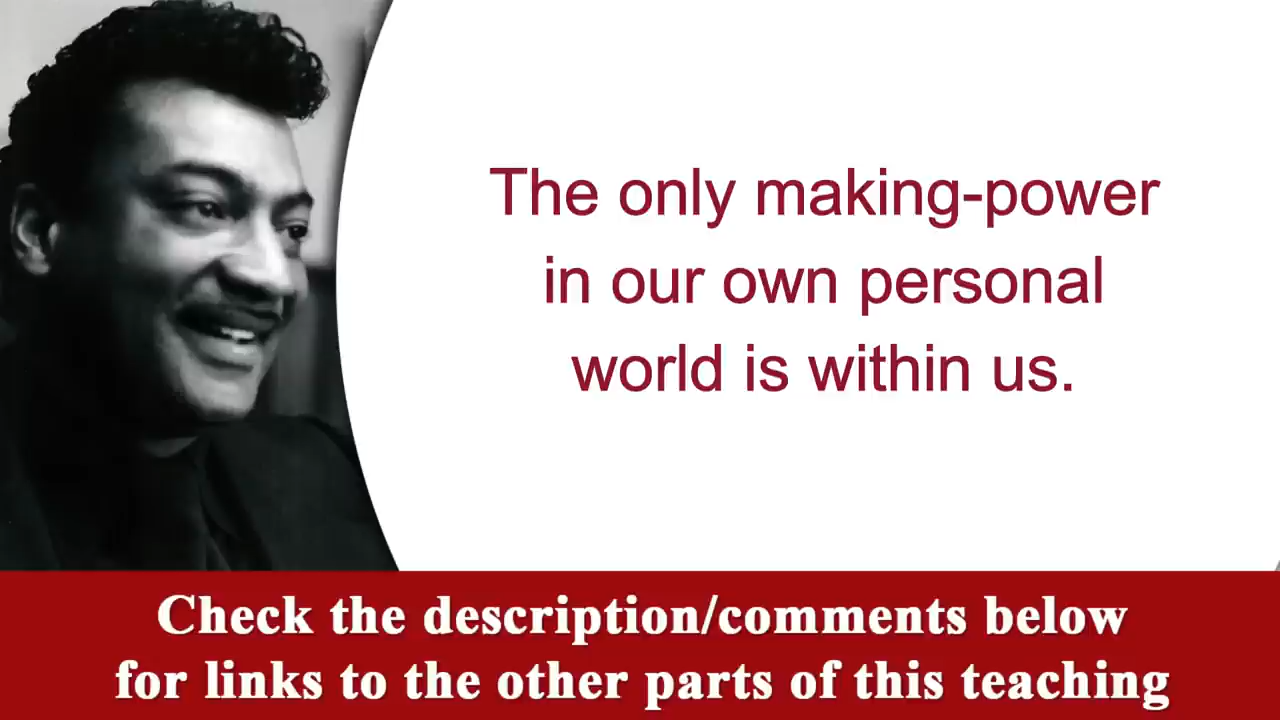 The only making-power
in our own personal
world is within us.
Check the description/comments below
for links to the other parts of this teaching